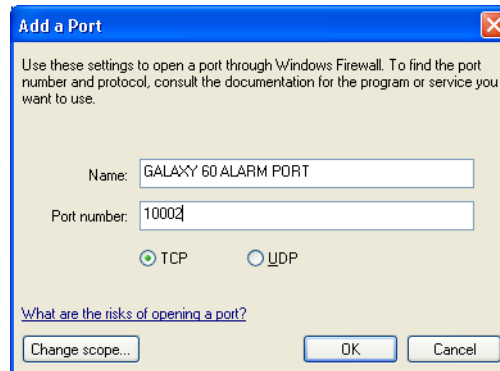 Add a Port
Use these settings to open a port through Windows Firewall. To find the port
number and protocol, consult the documentation for the program or service you
want to use.
Name: GALAXY 60 ALARM PORT
Port number: 10002
TCP UDP
What are the risks of opening a port?
Change scope... OK Cancel